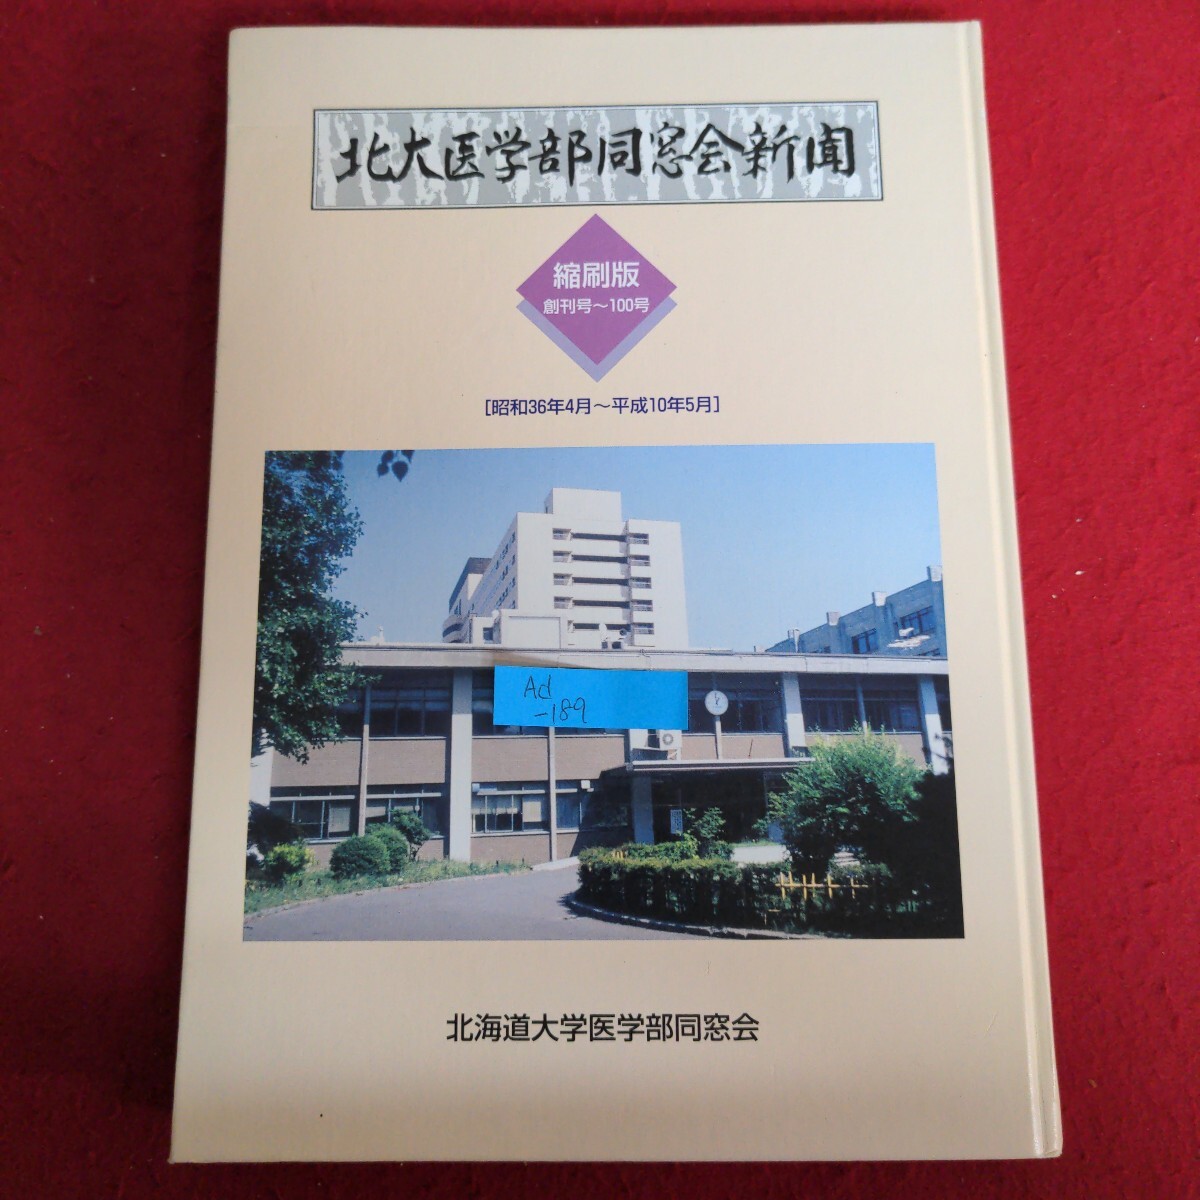 北大医学部同窓会新聞
縮刷版
創刊号～100号
［昭和36年4月～平成10年5月］
Ad
-189
北海道大学医学部同窓会